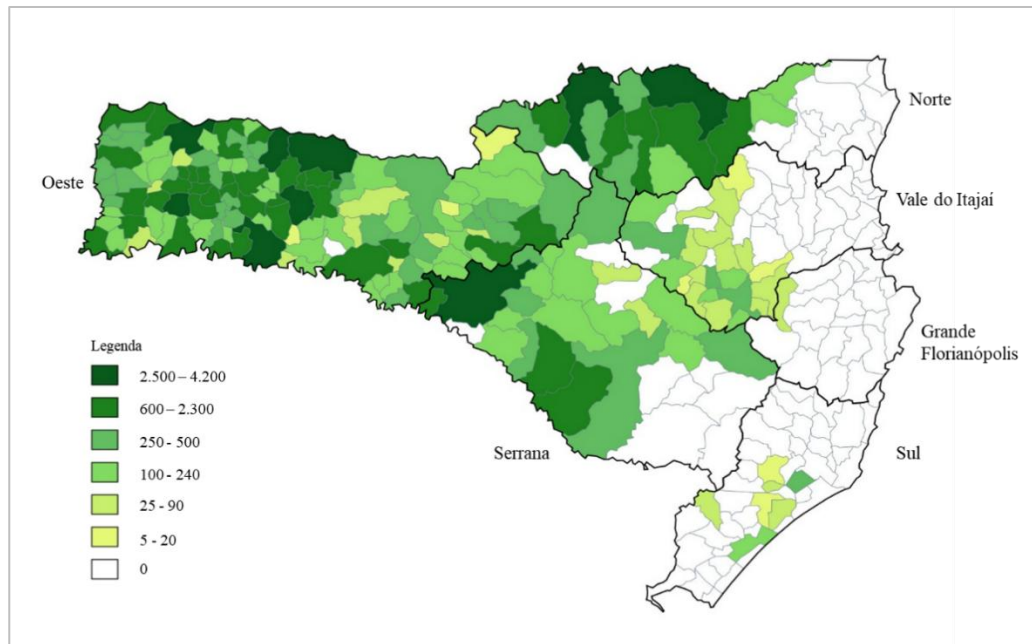 Norte
Oeste
Vale do Itajaí
Grande
Florianópolis
Legenda
2.500 – 4.200
600 – 2.300
250 - 500
100 - 240
25 - 90
5 - 20
0
Serrana
Sul